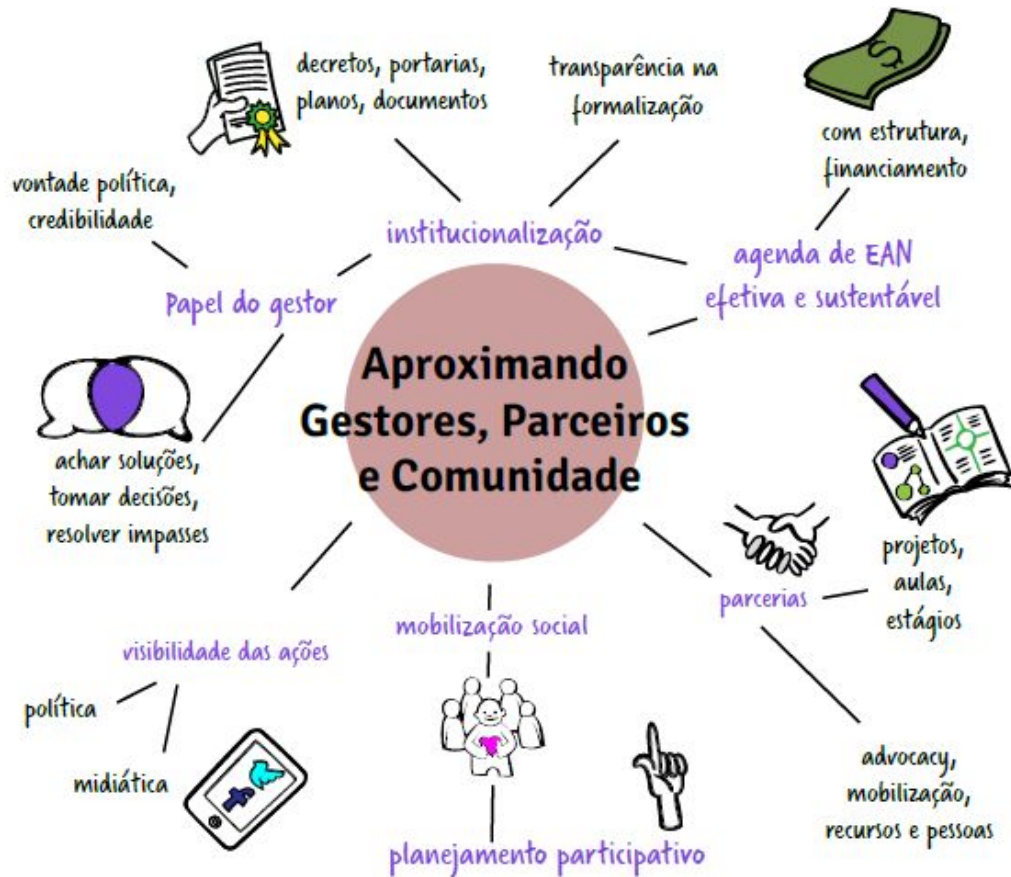 decretos, portarias,
planos, documentos
transparência na
formalização
com estrutura,
financiamento
vontade política,
credibilidade
institucionalização
agenda de EAN
efetiva e sustentável
Papel do gestor
Aproximando
Gestores, Parceiros
e Comunidade
achar soluções,
tomar decisões,
resolver impasses
projetos,
aulas,
estágios
parcerias
mobilização social
visibilidade das ações
política
midiática
advocacy,
mobilização,
recursos e pessoas
planejamento participativo